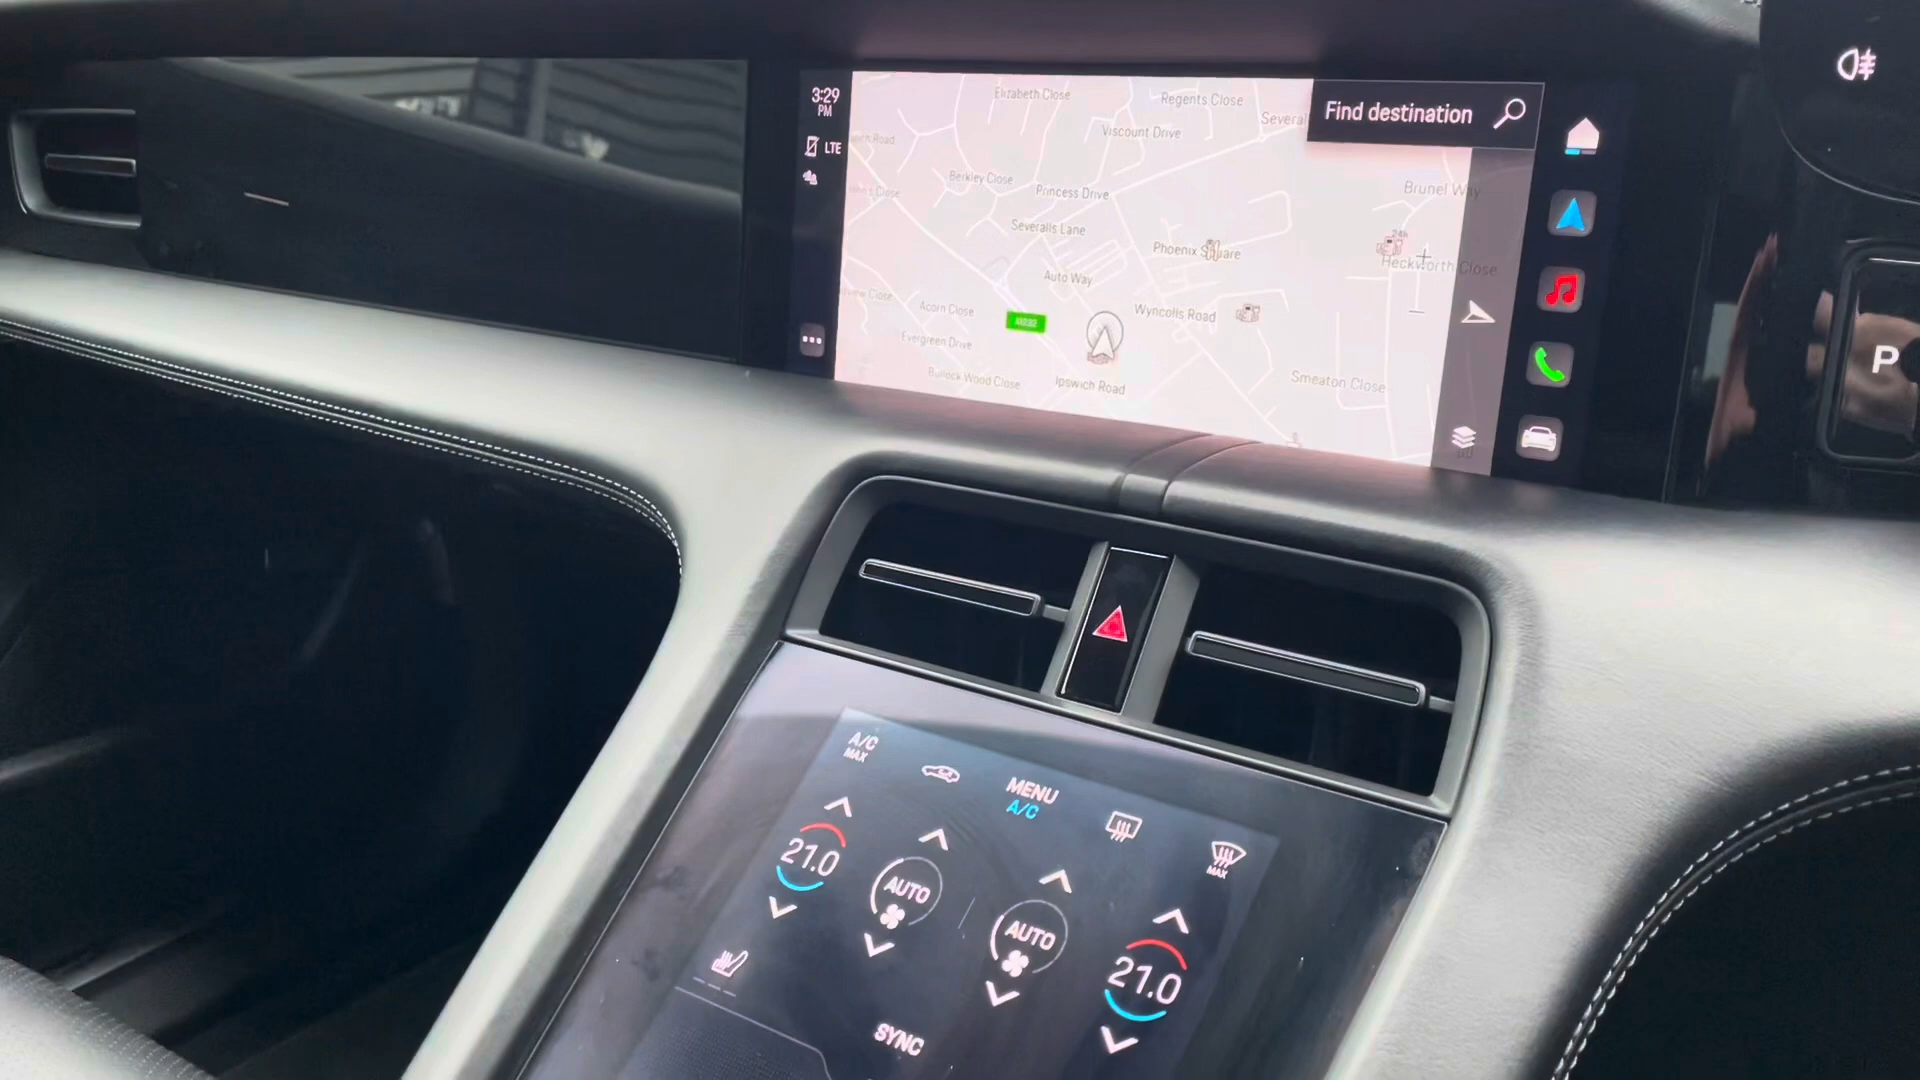 3:29
PM
LTE
Elizabeth Close
Regents Close
Several
Find destination
Viscount Drive
Berkley Close
Princess Drive
Brunel Way
Severalls Lane
Phoenix Square
24h
Heckworth Close
Auto Way
Acorn Close
Wyncolls Road
Evergreen Drive
Bullock Wood Close
Ipswich Road
Smeaton Close
P
A/C
MAX
MENU
A/C
MAX
21.0
AUTO
AUTO
21.0
SYNC